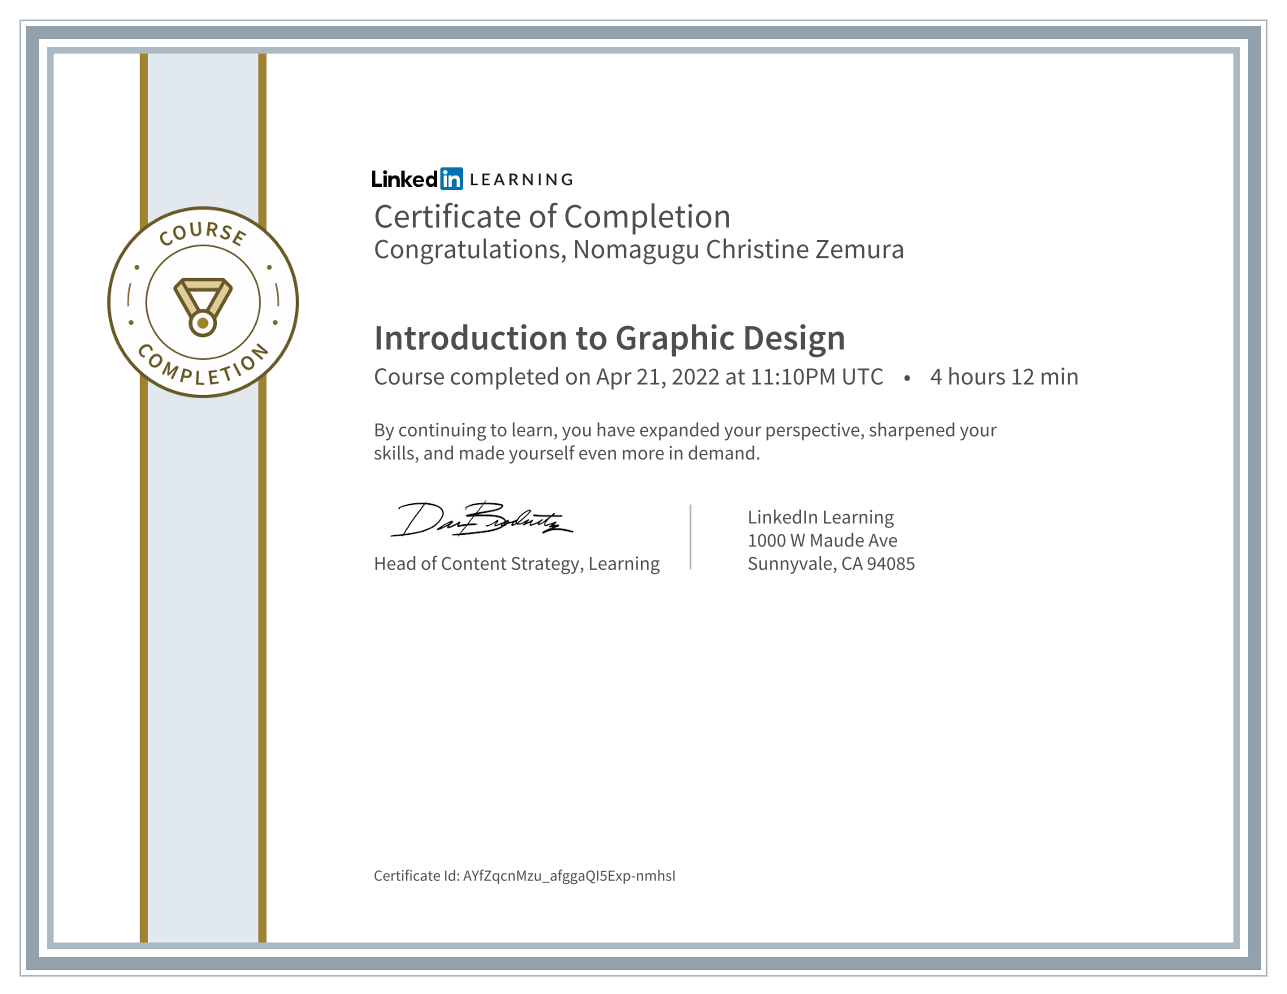 COURSE
COMPLETION
Linked in LEARNING
Certificate of Completion
Congratulations, Nomagugu Christine Zemura
Introduction to Graphic Design
Course completed on Apr 21, 2022 at 11:10PM UTC • 4 hours 12 min
By continuing to learn, you have expanded your perspective, sharpened your
skills, and made yourself even more in demand.
Head of Content Strategy, Learning
LinkedIn Learning
1000 W Maude Ave
Sunnyvale, CA 94085
Certificate Id: AYfZqcnMzu_afggaQI5Exp-nmhsI